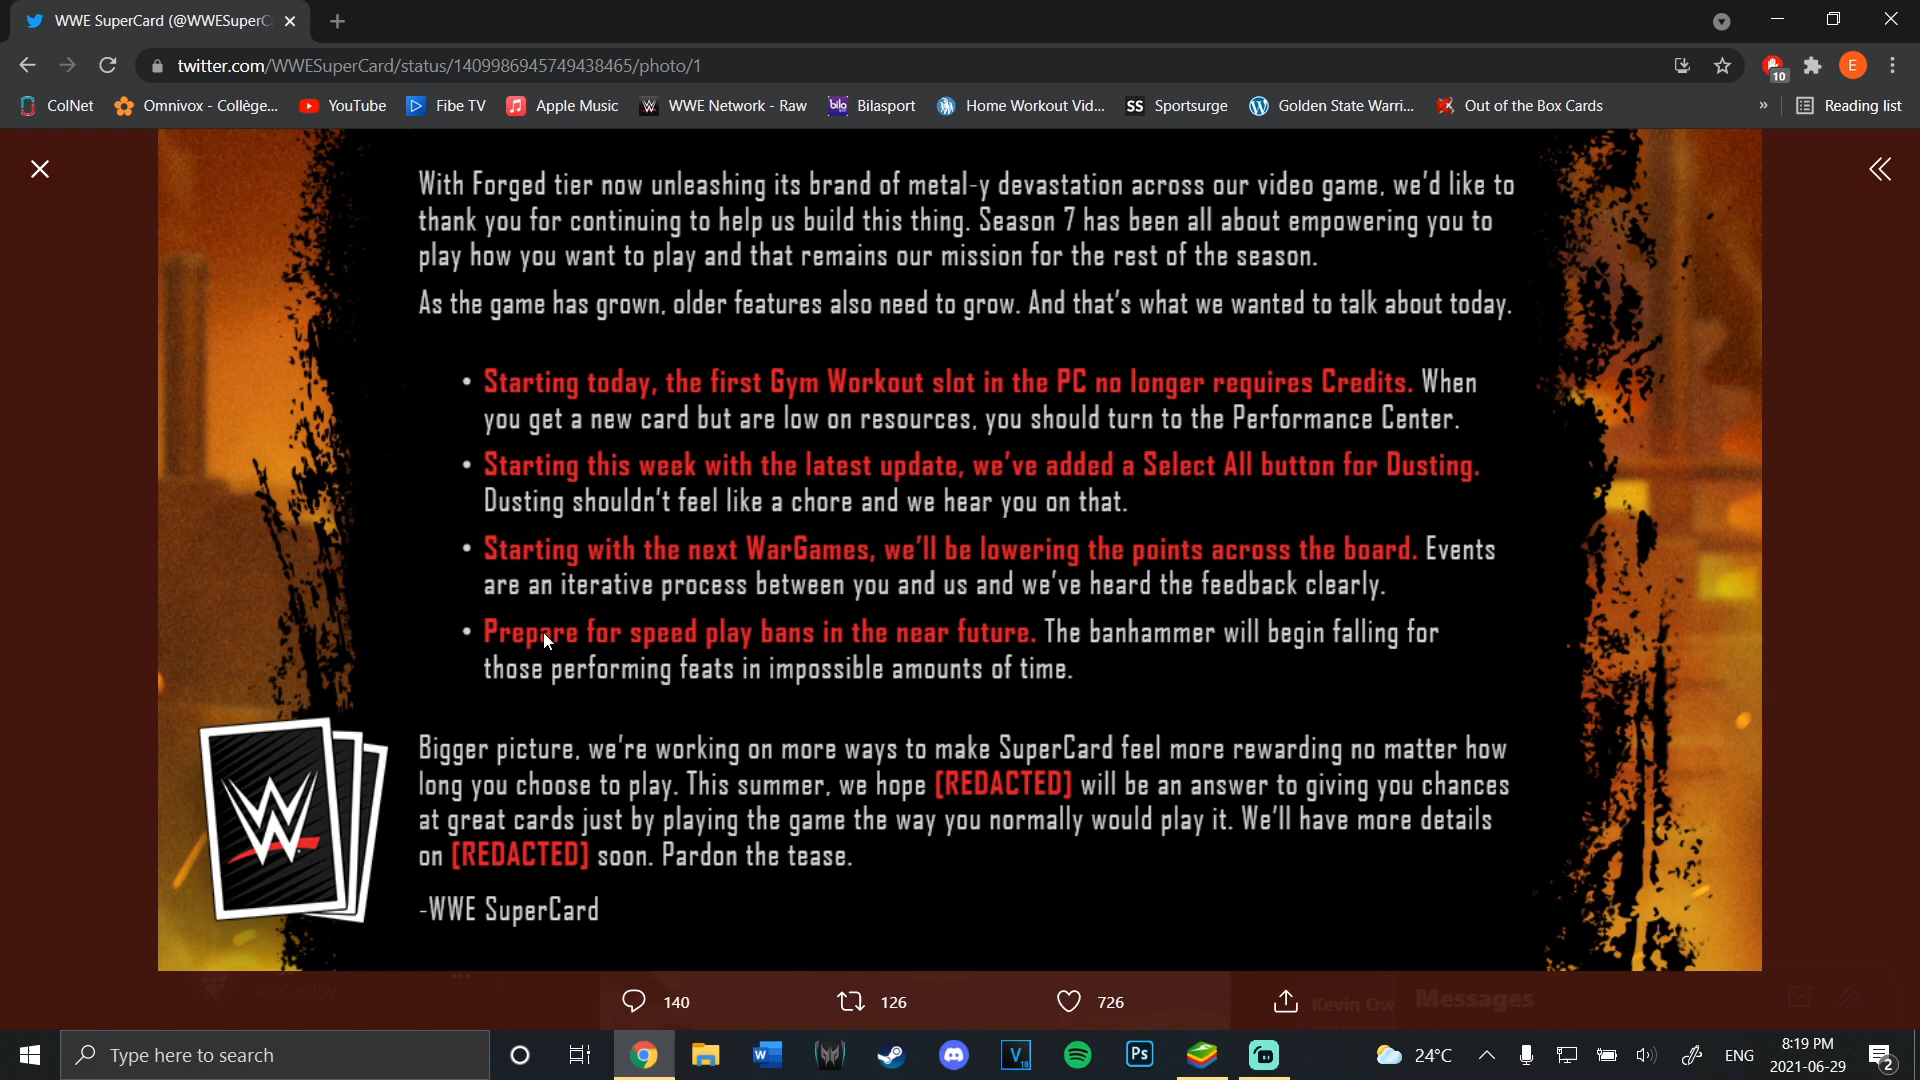 WWE SuperCard (@WWESuperC
twitter.com/WWESuperCard/status/1409986945749438465/photo/1
10
E
ColNet
Omnivox - Collège...
YouTube
Fibe TV
Apple Music
WWE Network - Raw
bilo
Bilasport
Home Workout Vid...
SS
Sportsurge
Golden State Warri...
Out of the Box Cards
»
Reading list
With Forged tier now unleashing its brand of metal-y devastation across our video game, we'd like to
thank you for continuing to help us build this thing. Season 7 has been all about empowering you to
play how you want to play and that remains our mission for the rest of the season.
As the game has grown, older features also need to grow. And that's what we wanted to talk about today.
• Starting today, the first Gym Workout slot in the PC no longer requires Credits. When
you get a new card but are low on resources, you should turn to the Performance Center.
• Starting this week with the latest update, we've added a Select All button for Dusting.
Dusting shouldn't feel like a chore and we hear you on that.
• Starting with the next WarGames, we'll be lowering the points across the board. Events
are an iterative process between you and us and we've heard the feedback clearly.
• Prepare for speed play bans in the near future. The banhammer will begin falling for
those performing feats in impossible amounts of time.
Bigger picture, we're working on more ways to make SuperCard feel more rewarding no matter how
long you choose to play. This summer, we hope [REDACTED] will be an answer to giving you chances
at great cards just by playing the game the way you normally would play it. We'll have more details
on [REDACTED] soon. Pardon the tease.
-WWE SuperCard
140
126
726
Kevin Ow
Messages
Type here to search
Ps
24°C
ENG
8:19 PM
2021-06-29
2